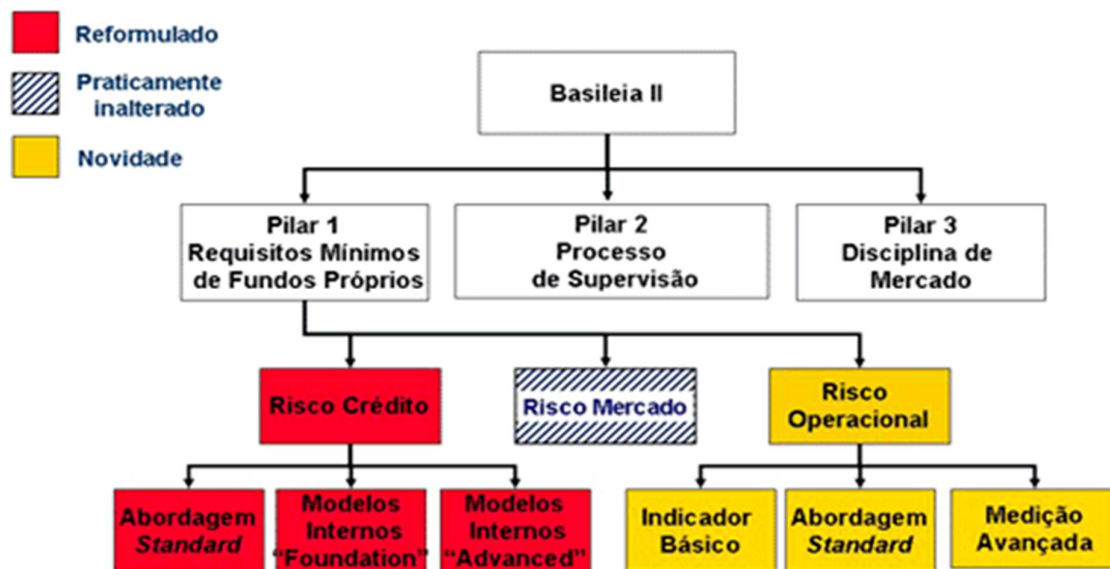 Reformulado
Praticamente
inalterado
Novidade
Basileia II
Pilar 1
Requisitos Mínimos
de Fundos Próprios
Pilar 2
Processo
de Supervisão
Pilar 3
Disciplina de
Mercado
Risco Crédito
Risco Mercado
Risco
Operacional
Abordagem
Standard
Modelos
Internos
“Foundation”
Modelos
Internos
“Advanced”
Indicador
Básico
Abordagem
Standard
Medição
Avançada